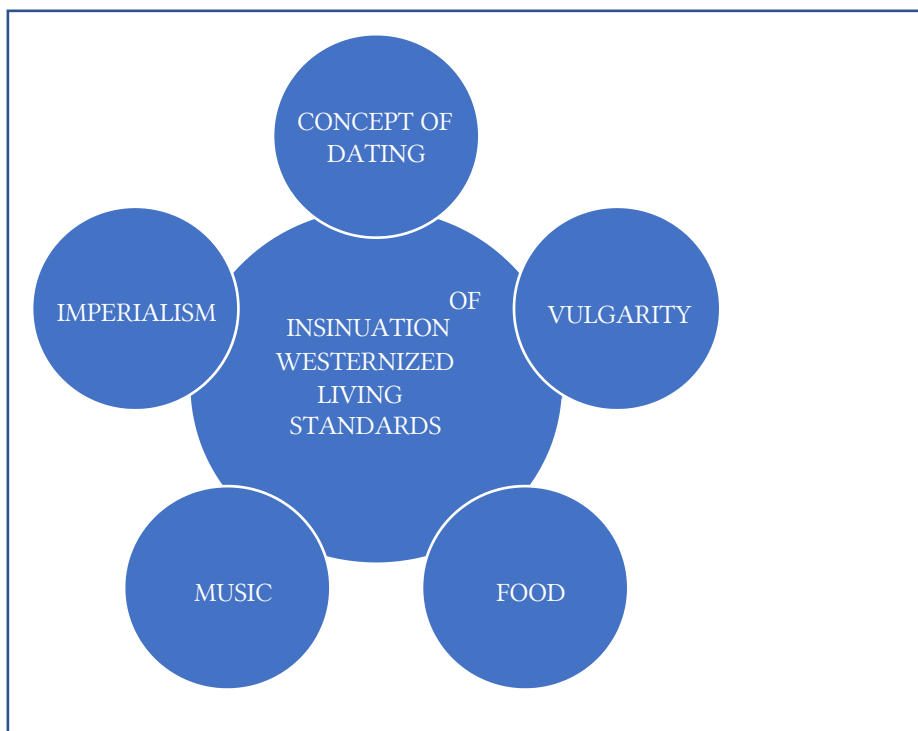 CONCEPT OF
DATING
IMPERIALISM
VULGARITY
OF
INSINUATION
WESTERNIZED
LIVING
STANDARDS
MUSIC
FOOD